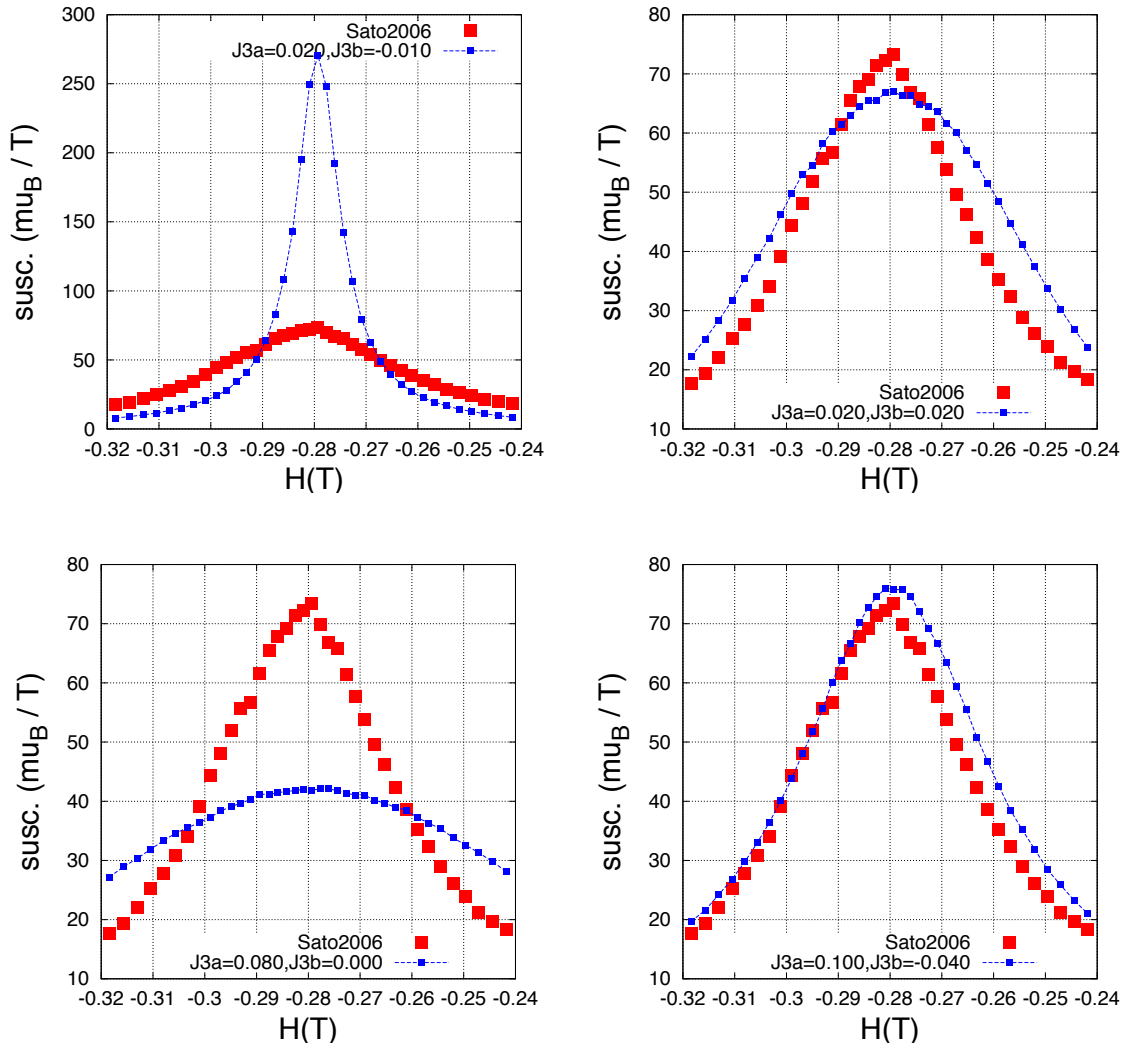 300
250
200
150
100
50
0
susc. (mu_B / T)
Sato2006
J3a=0.020,J3b=-0.010
-0.32 -0.31 -0.3 -0.29 -0.28 -0.27 -0.26 -0.25 -0.24
H(T)
80
70
60
50
40
30
20
10
susc. (mu_B / T)
Sato2006
J3a=0.020,J3b=0.020
-0.32 -0.31 -0.3 -0.29 -0.28 -0.27 -0.26 -0.25 -0.24
H(T)
80
70
60
50
40
30
20
10
susc. (mu_B / T)
Sato2006
J3a=0.080,J3b=0.000
-0.32 -0.31 -0.3 -0.29 -0.28 -0.27 -0.26 -0.25 -0.24
H(T)
80
70
60
50
40
30
20
10
susc. (mu_B / T)
Sato2006
J3a=0.100,J3b=-0.040
-0.32 -0.31 -0.3 -0.29 -0.28 -0.27 -0.26 -0.25 -0.24
H(T)